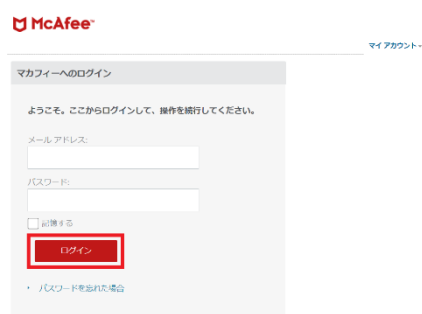 McAfee™
マイ アカウント
マカフィーへのログイン
ようこそ。ここからログインして、操作を続行してください。
メール アドレス:
パスワード:
記憶する
ログイン
パスワードを忘れた場合